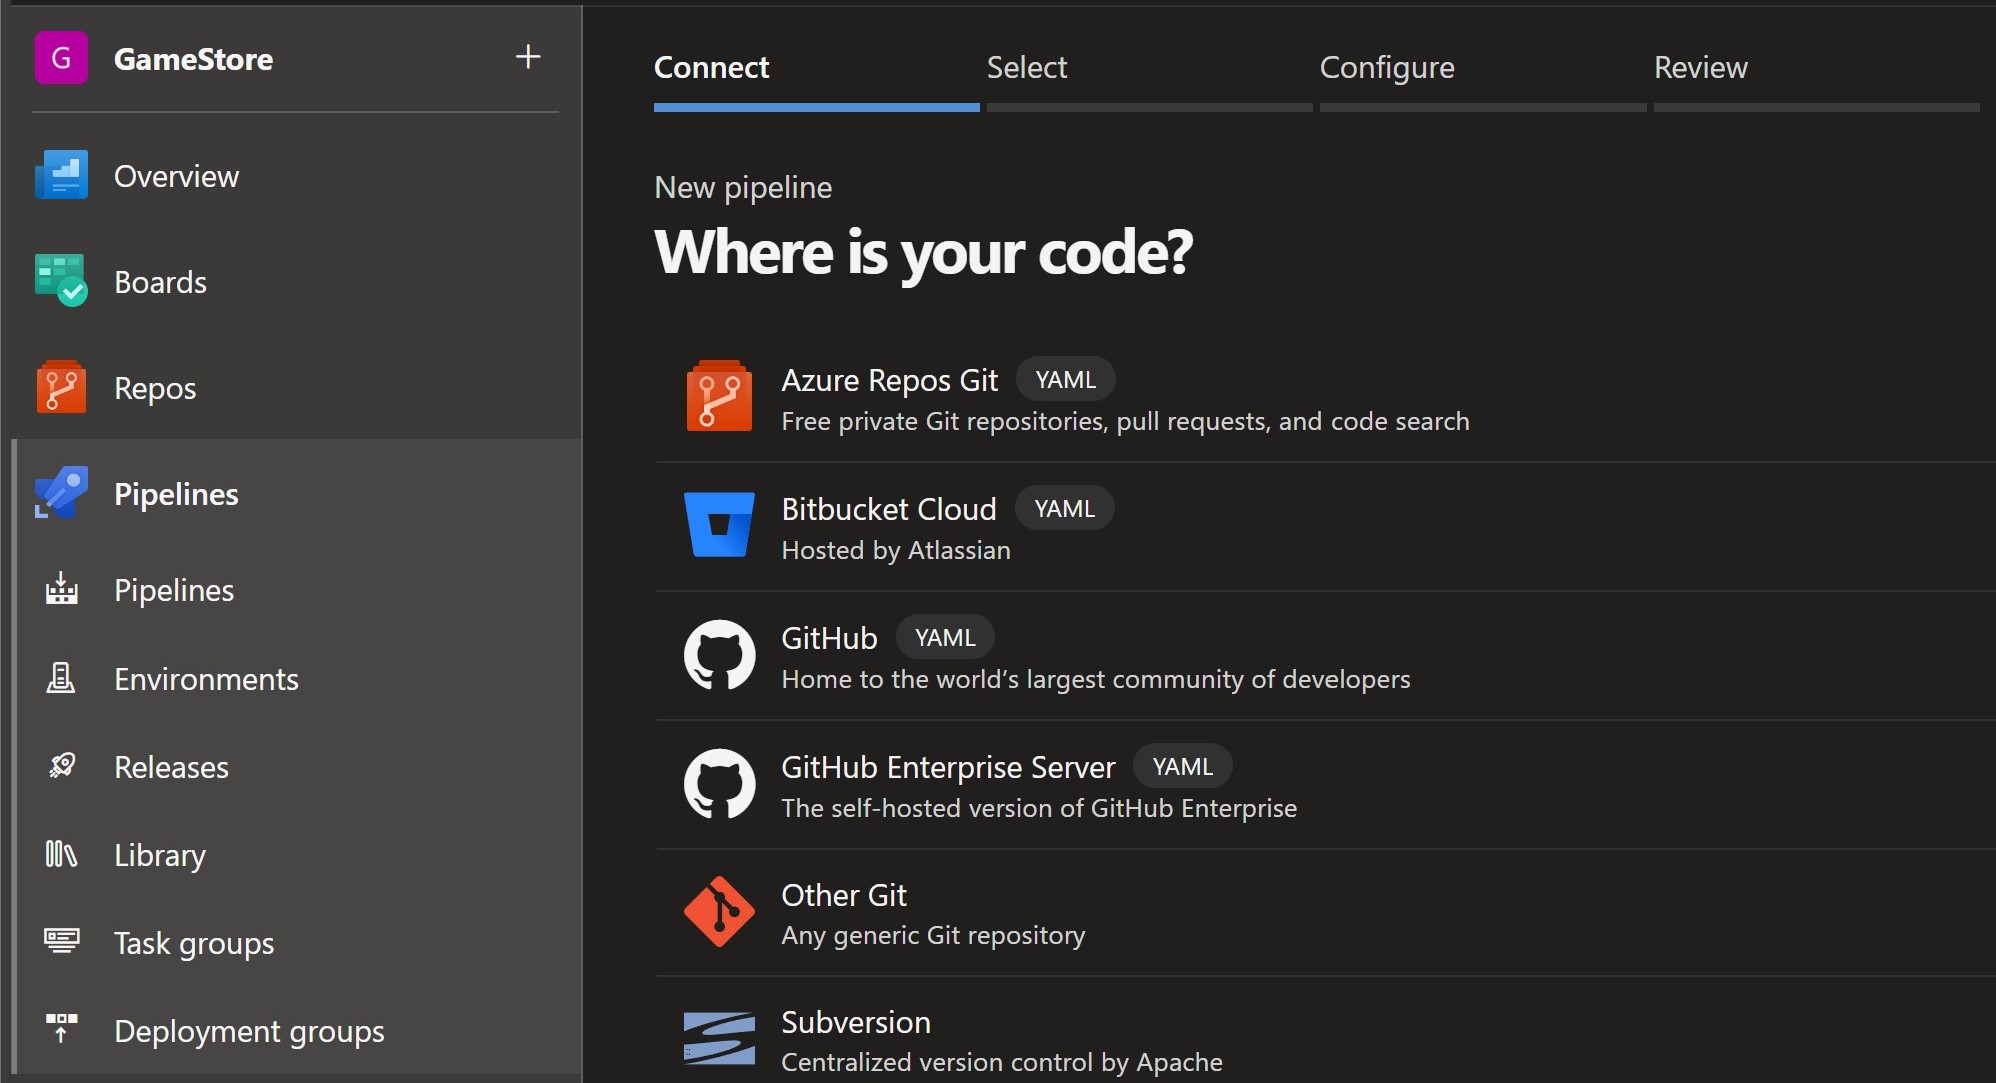 G GameStore +
Overview
Boards
Repos
Pipelines
Pipelines
Environments
Releases
Library
Task groups
Deployment groups
Connect Select Configure Review
New pipeline
Where is your code?
Azure Repos Git YAML
Free private Git repositories, pull requests, and code search
Bitbucket Cloud YAML
Hosted by Atlassian
GitHub YAML
Home to the world’s largest community of developers
GitHub Enterprise Server YAML
The self-hosted version of GitHub Enterprise
Other Git
Any generic Git repository
Subversion
Centralized version control by Apache